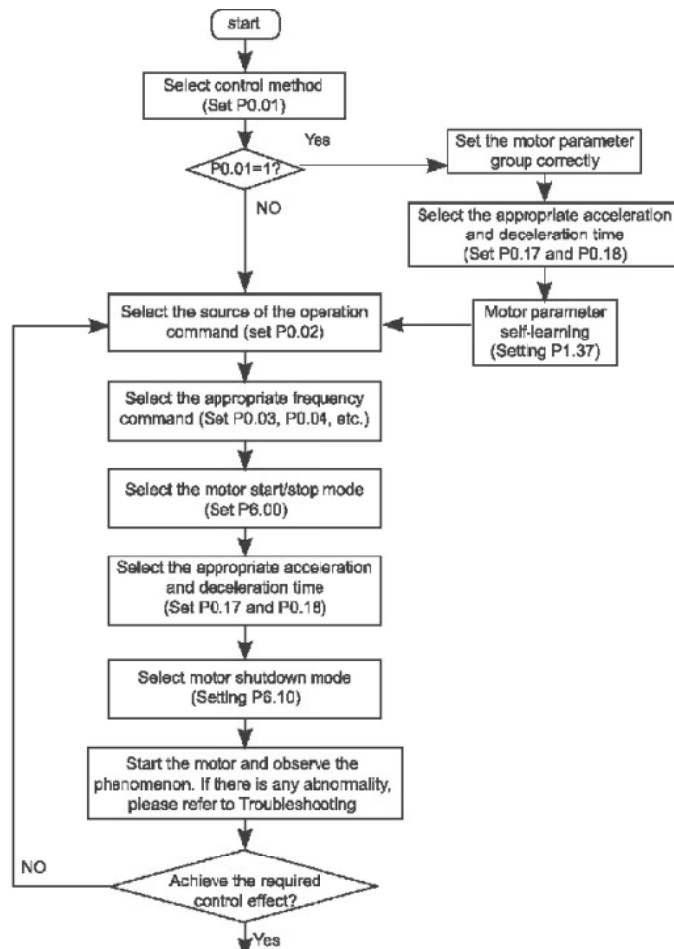 start
Select control method
(Set P0.01)
P0.01=1?
Yes
Set the motor parameter
group correctly
Select the appropriate acceleration
and deceleration time
(Set P0.17 and P0.18)
Motor parameter
self-learning
(Setting P1.37)
NO
Select the source of the operation
command (set P0.02)
Select the appropriate frequency
command (Set P0.03, P0.04, etc.)
Select the motor start/stop mode
(Set P6.00)
Select the appropriate acceleration
and deceleration time
(Set P0.17 and P0.18)
Select motor shutdown mode
(Setting P6.10)
Start the motor and observe the
phenomenon. If there is any abnormality,
please refer to Troubleshooting
NO
Achieve the required
control effect?
Yes